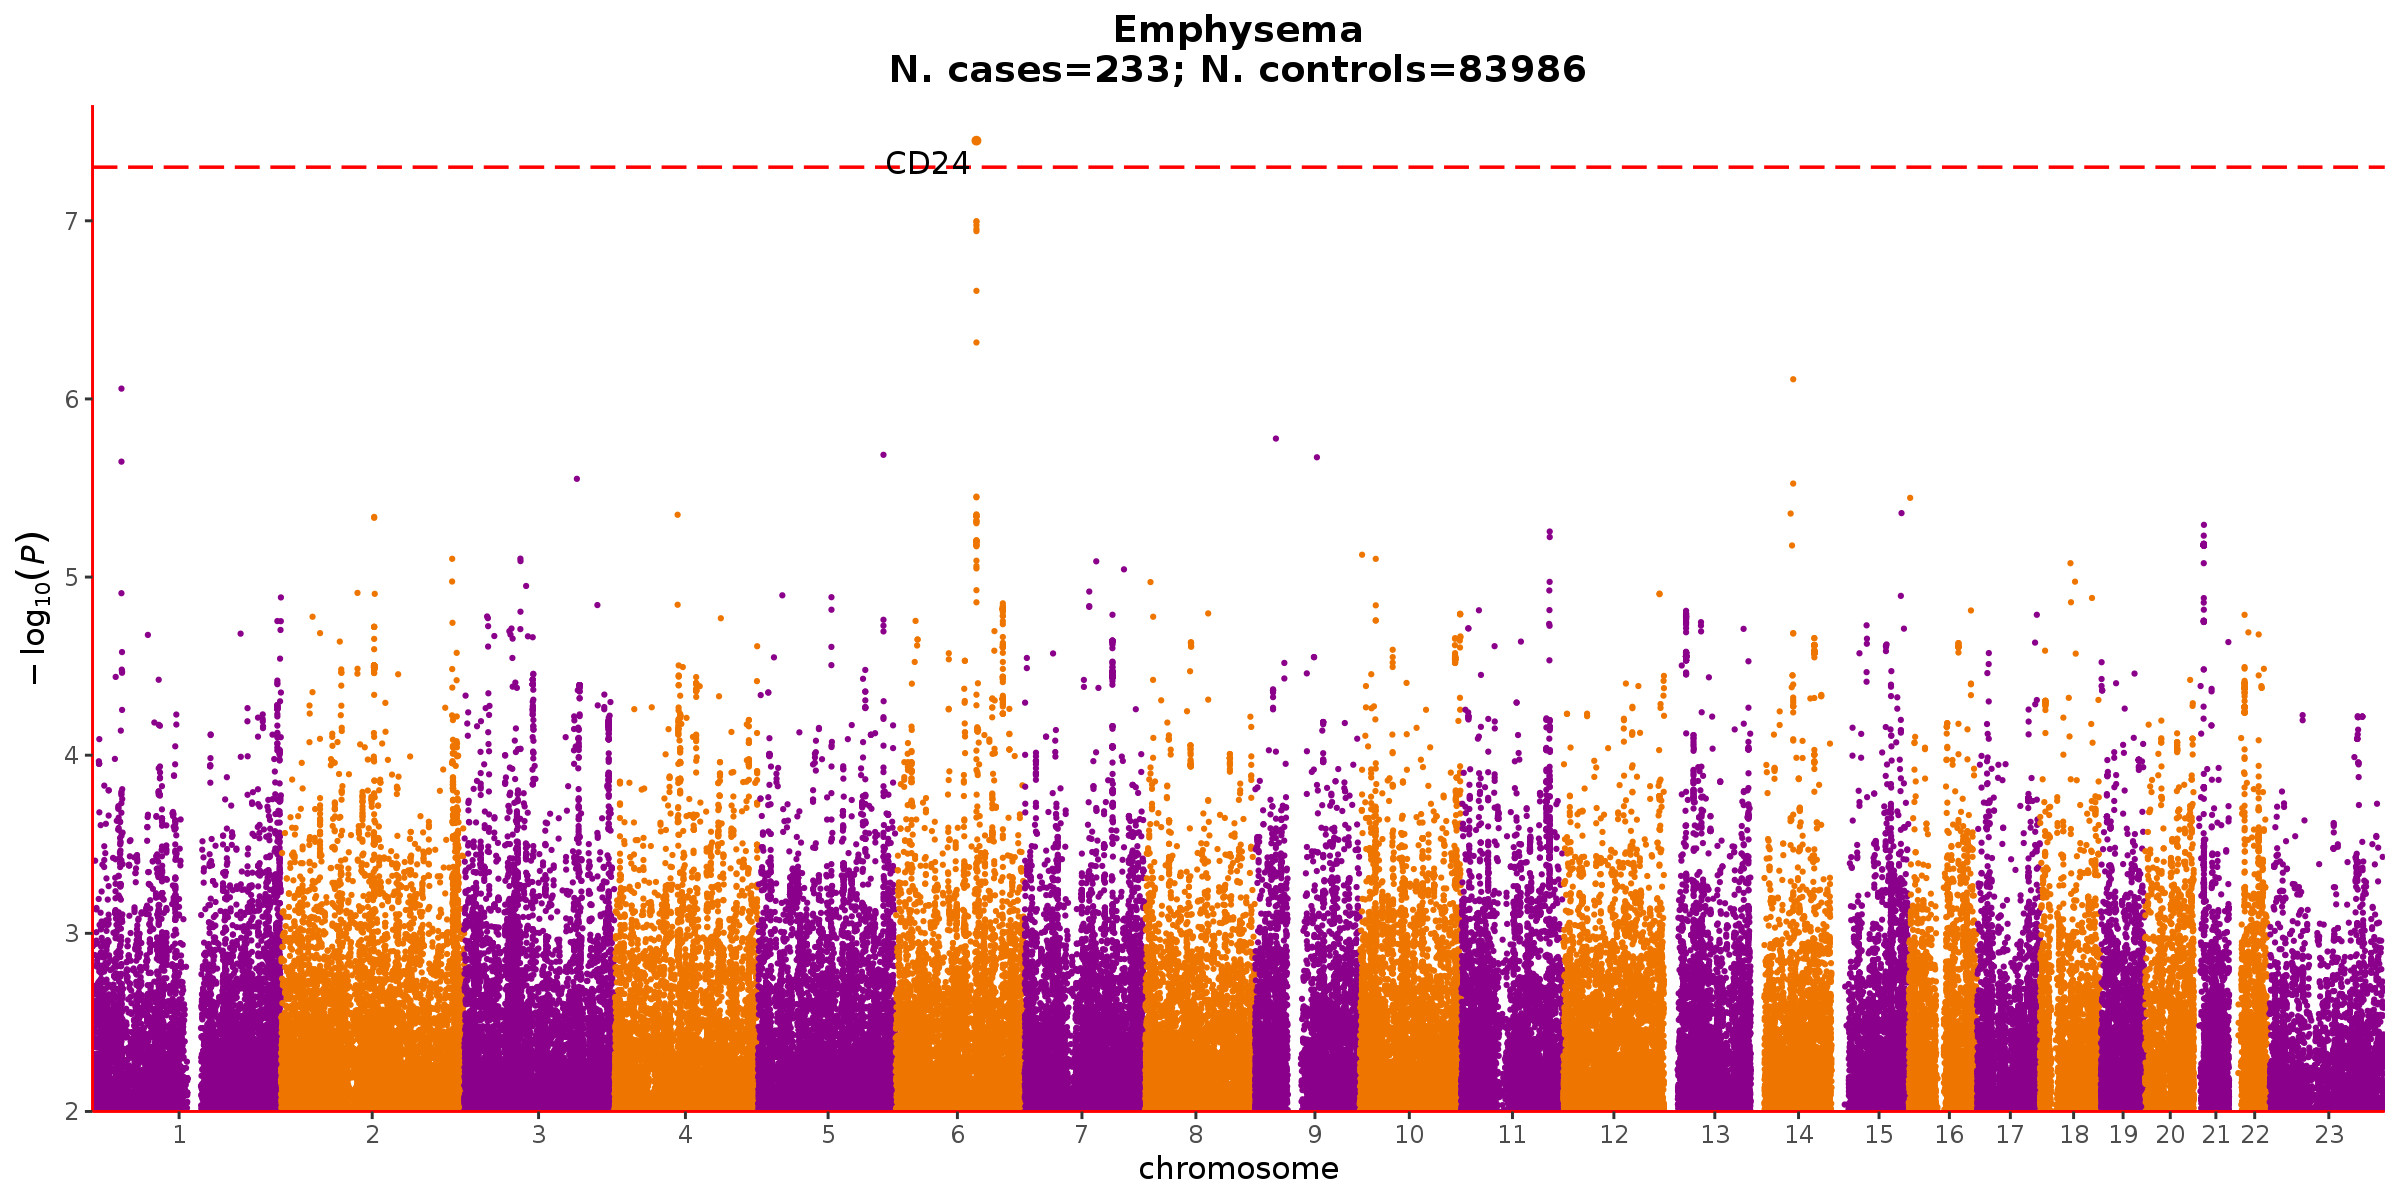 Emphysema
N. cases=233; N. controls=83986
CD24
7
6
5
4
3
2
−log10(P)
1 2 3 4 5 6 7 8 9 10 11 12 13 14 15 16 17 18 19 20 21 22 23
chromosome